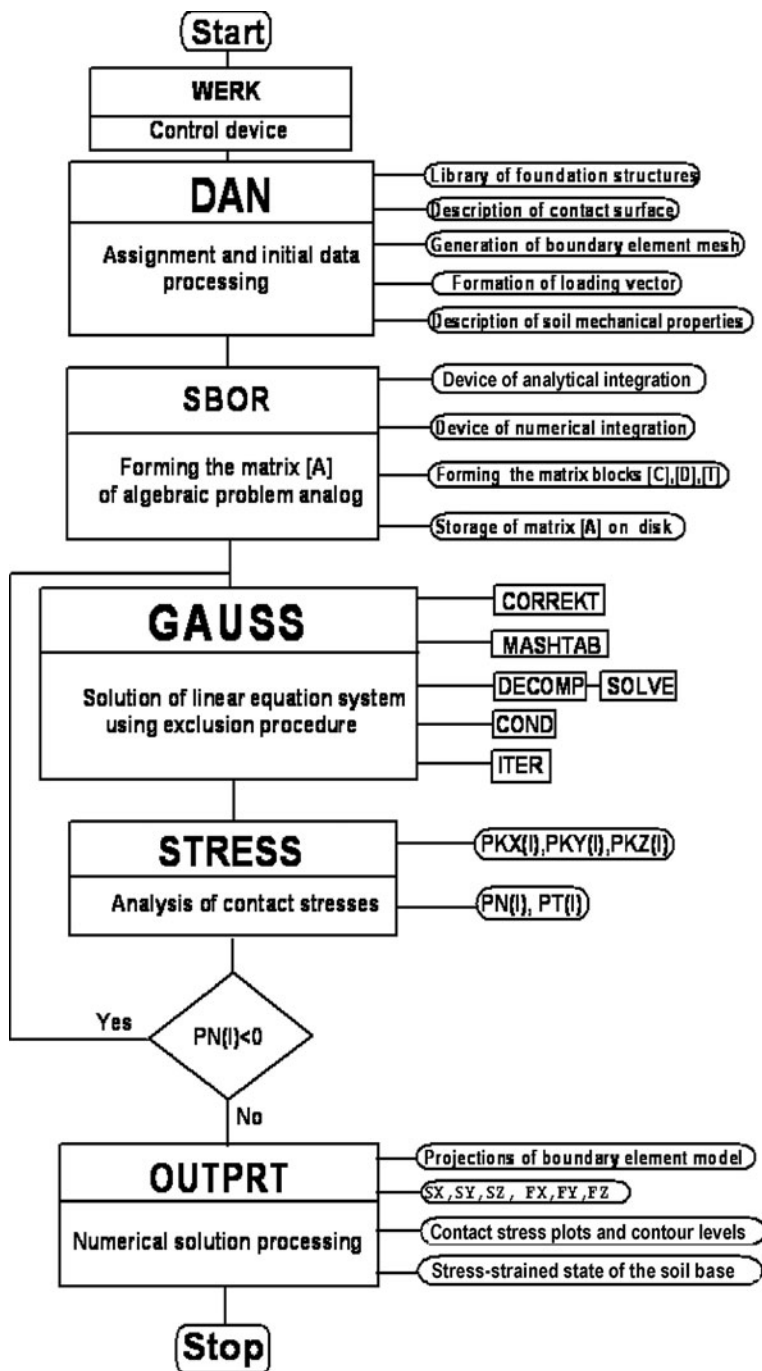 Start
WERK
Control device
DAN
Assignment and initial data
processing
Library of foundation structures
Description of contact surface
Generation of boundary element mesh
Formation of loading vector
Description of soil mechanical properties
SBOR
Forming the matrix [A]
of algebraic problem analog
Device of analytical integration
Device of numerical integration
Forming the matrix blocks [C],[D],[T]
Storage of matrix [A] on disk
GAUSS
Solution of linear equation system
using exclusion procedure
CORREKT
MASHTAB
DECOMP SOLVE
COND
ITER
STRESS
Analysis of contact stresses
PKX(I),PKY(I),PKZ(I)
PN(I), PT(I)
Yes
PN(I)<0
No
OUTPRT
Numerical solution processing
Projections of boundary element model
SX,SY,SZ, FX,FY,FZ
Contact stress plots and contour levels
Stress-strained state of the soil base
Stop